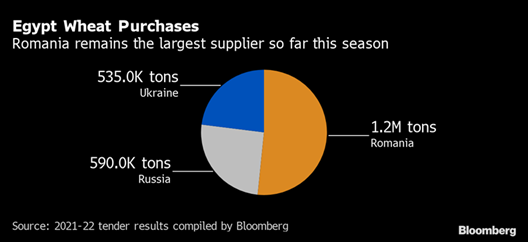 Egypt Wheat Purchases
Romania remains the largest supplier so far this season
535.0K tons
Ukraine
1.2M tons
Romania
590.0K tons
Russia
Source: 2021-22 tender results compiled by Bloomberg
Bloomberg